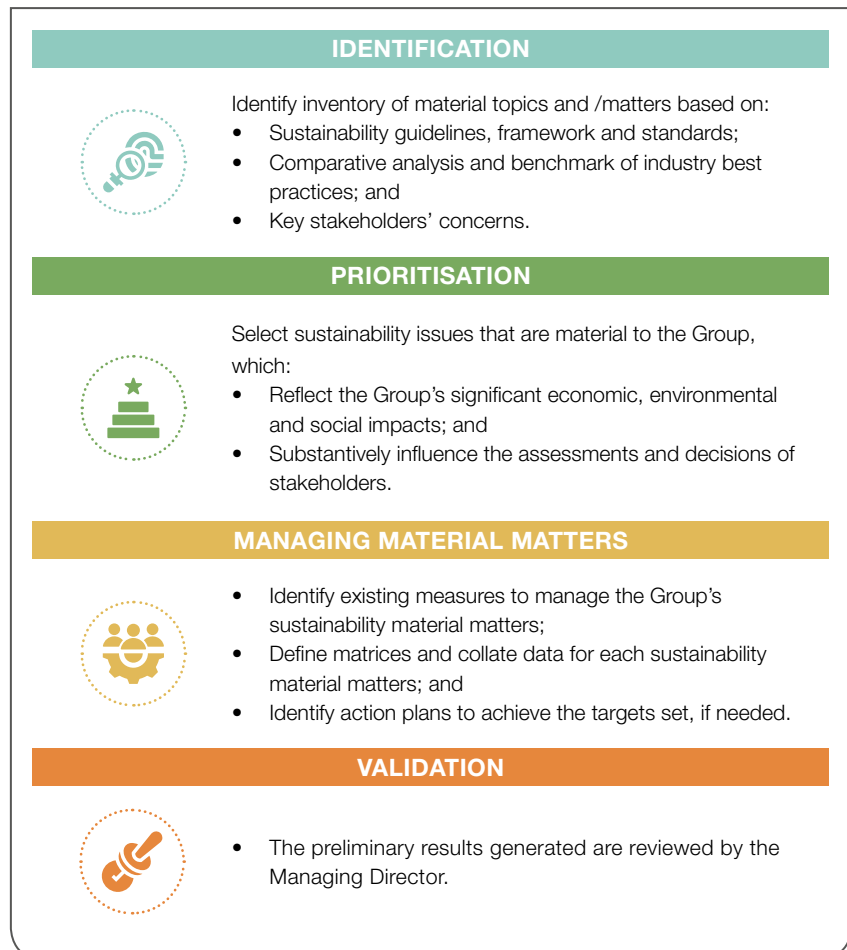 IDENTIFICATION
Identify inventory of material topics and /matters based on:
• Sustainability guidelines, framework and standards;
• Comparative analysis and benchmark of industry best
practices; and
• Key stakeholders’ concerns.
PRIORITISATION
Select sustainability issues that are material to the Group,
which:
• Reflect the Group’s significant economic, environmental
and social impacts; and
• Substantively influence the assessments and decisions of
stakeholders.
MANAGING MATERIAL MATTERS
• Identify existing measures to manage the Group’s
sustainability material matters;
• Define matrices and collate data for each sustainability
material matters; and
• Identify action plans to achieve the targets set, if needed.
VALIDATION
• The preliminary results generated are reviewed by the
Managing Director.